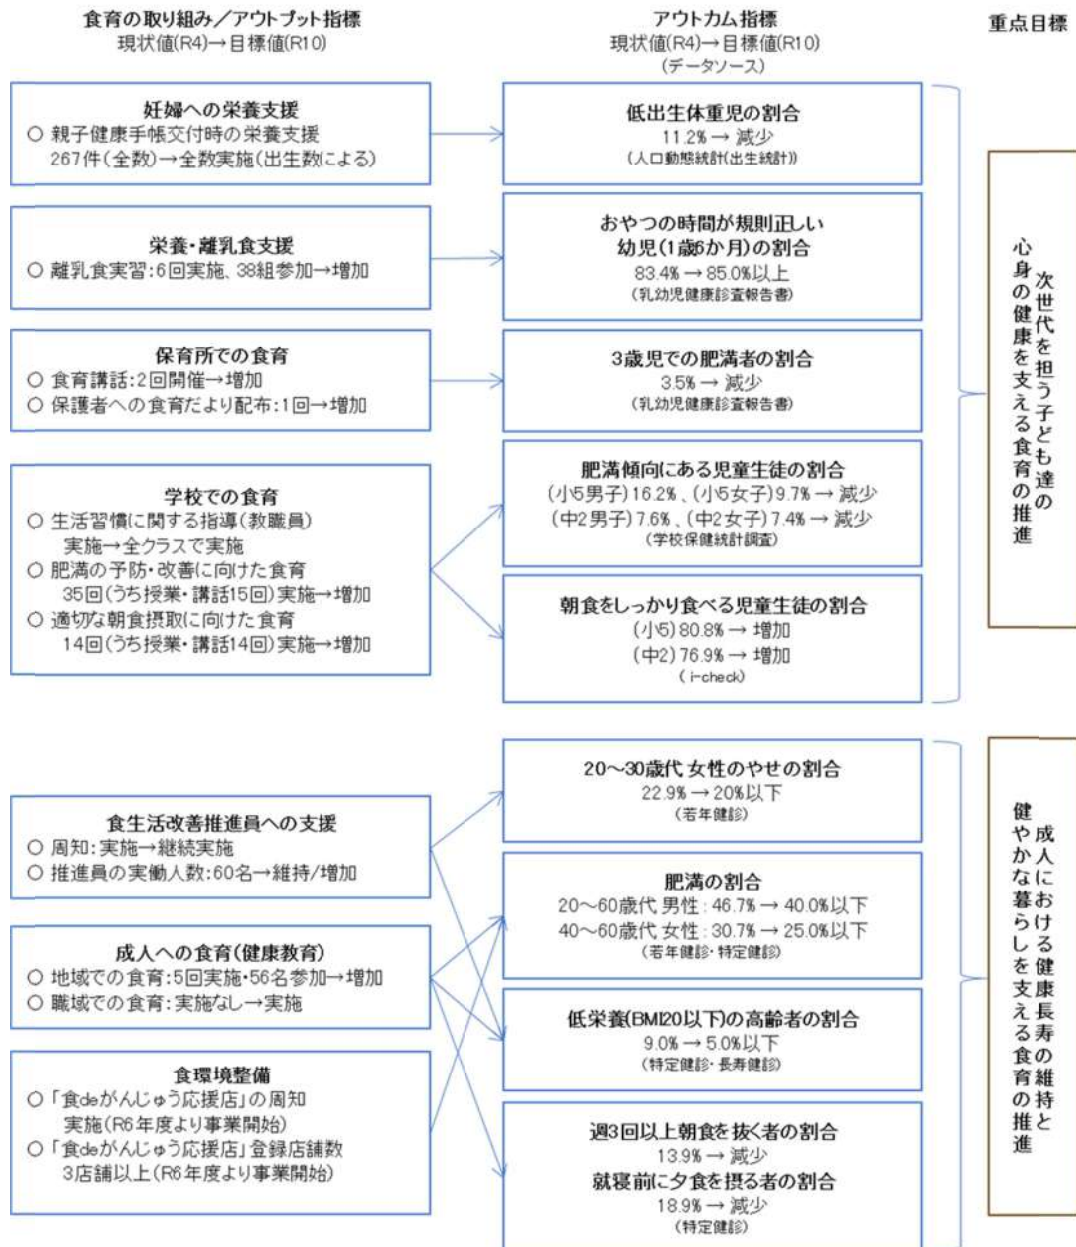 食育の取り組み／アウトプット指標
現状値(R4)→目標値(R10)
アウトカム指標
現状値(R4)→目標値(R10)
(データソース)
重点目標
妊婦への栄養支援
○ 親子健康手帳交付時の栄養支援
267件(全数)→全数実施(出生数による)
低出生体重児の割合
11.2% → 減少
(人口動態統計(出生統計))
栄養・離乳食支援
○ 離乳食実習:6回実施、38組参加→増加
おやつの時間が規則正しい
幼児(1歳6か月)の割合
83.4% → 85.0%以上
(乳幼児健康診査報告書)
保育所での食育
○ 食育講話:2回開催→増加
○ 保護者への食育だより配布:1回→増加
3歳児での肥満者の割合
3.5% → 減少
(乳幼児健康診査報告書)
学校での食育
○ 生活習慣に関する指導(教職員)
実施→全クラスで実施
○ 肥満の予防・改善に向けた食育
35回(うち授業・講話15回)実施→増加
○ 適切な朝食摂取に向けた食育
14回(うち授業・講話14回)実施→増加
肥満傾向にある児童生徒の割合
(小5男子)16.2%、(小5女子)9.7% → 減少
(中2男子)7.6%、(中2女子)7.4% → 減少
(学校保健統計調査)
朝食をしっかり食べる児童生徒の割合
(小5)80.8% → 増加
(中2)76.9% → 増加
(i-check)
次世代を担う子ども達の
心身の健康を支える食育の推進
食生活改善推進員への支援
○ 周知:実施→継続実施
○ 推進員の実働人数:60名→維持/増加
成人への食育(健康教育)
○ 地域での食育:5回実施・56名参加→増加
○ 職域での食育:実施なし→実施
食環境整備
○ 「食deがんじゅう応援店」の周知
実施(R6年度より事業開始)
○ 「食deがんじゅう応援店」登録店舗数
3店舗以上(R6年度より事業開始)
20～30歳代 女性のやせの割合
22.9% → 20%以下
(若年健診)
肥満の割合
20～60歳代 男性：46.7% → 40.0%以下
40～60歳代 女性：30.7% → 25.0%以下
(若年健診・特定健診)
低栄養(BMI20以下)の高齢者の割合
9.0% → 5.0%以下
(特定健診・長寿健診)
週3回以上朝食を抜く者の割合
13.9% → 減少
就寝前に夕食を摂る者の割合
18.9% → 減少
(特定健診)
成人における健康長寿の維持と
健やかな暮らしを支える食育の推進